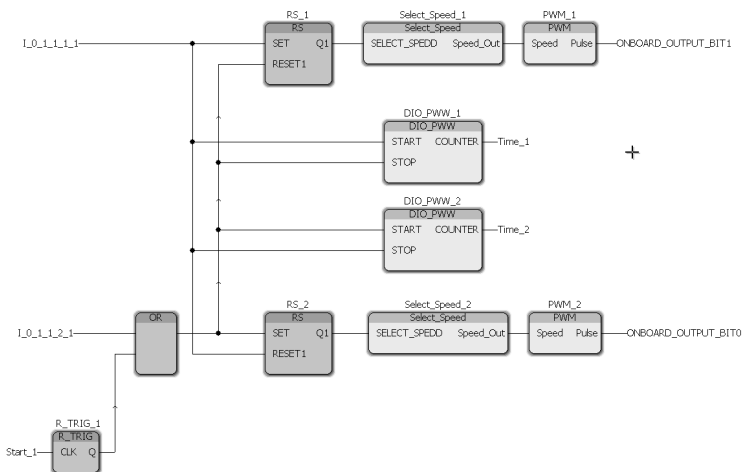 RS_1 Select_Speed_1 PWM_1
RS Select_Speed PWM
I_0_1_1_1_1 SET Q1 SELECT_SPEDD Speed_Out Speed Pulse ONBOARD_OUTPUT_BIT1
RESET1
DIO_PWW_1
DIO_PWW
START COUNTER Time_1
STOP
DIO_PWW_2
DIO_PWW
START COUNTER Time_2
STOP
RS_2 Select_Speed_2 PWM_2
OR RS Select_Speed PWM
I_0_1_1_2_1 SET Q1 SELECT_SPEDD Speed_Out Speed Pulse ONBOARD_OUTPUT_BIT0
RESET1
R_TRIG_1
R_TRIG
Start_1 CLK Q